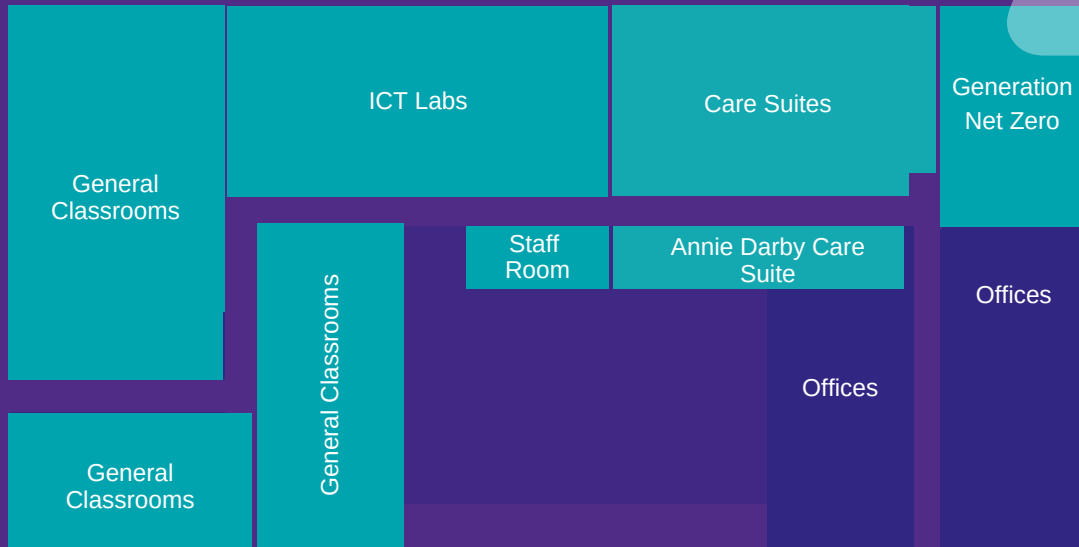 General
Classrooms
ICT Labs
Care Suites
Generation
Net Zero
General Classrooms
Staff
Room
Annie Darby Care
Suite
Offices
Offices
General
Classrooms